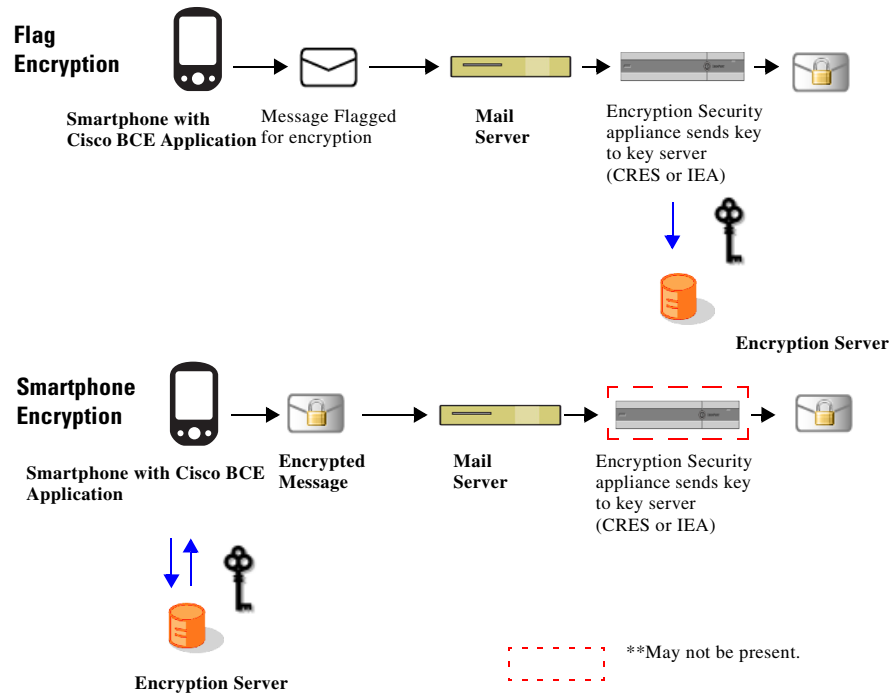 Flag
Encryption
Smartphone with
Cisco BCE Application
Message Flagged
for encryption
Mail
Server
Encryption Security
appliance sends key
to key server
(CRES or IEA)
Encryption Server
Smartphone
Encryption
Smartphone with Cisco BCE
Application
Encrypted
Message
Mail
Server
Encryption Security
appliance sends key
to key server
(CRES or IEA)
Encryption Server
**May not be present.